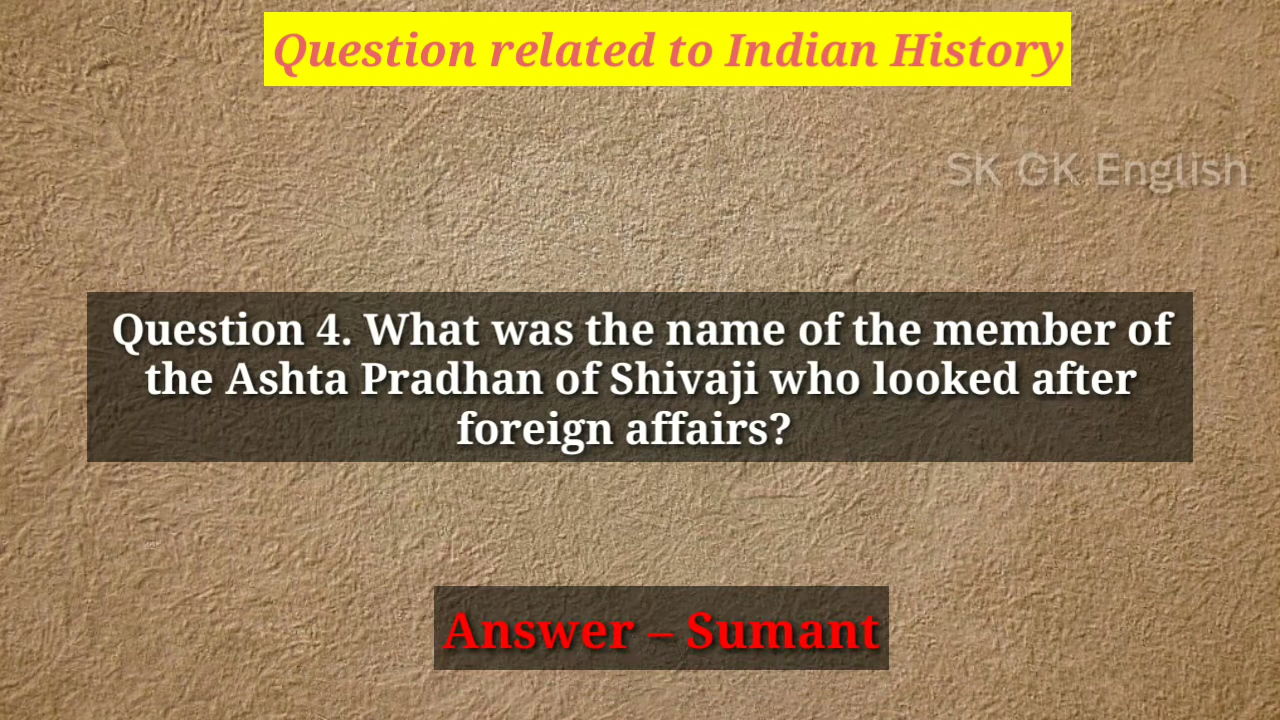 Question related to Indian History
SK GK English
Question 4. What was the name of the member of
the Ashta Pradhan of Shivaji who looked after
foreign affairs?
Answer – Sumant